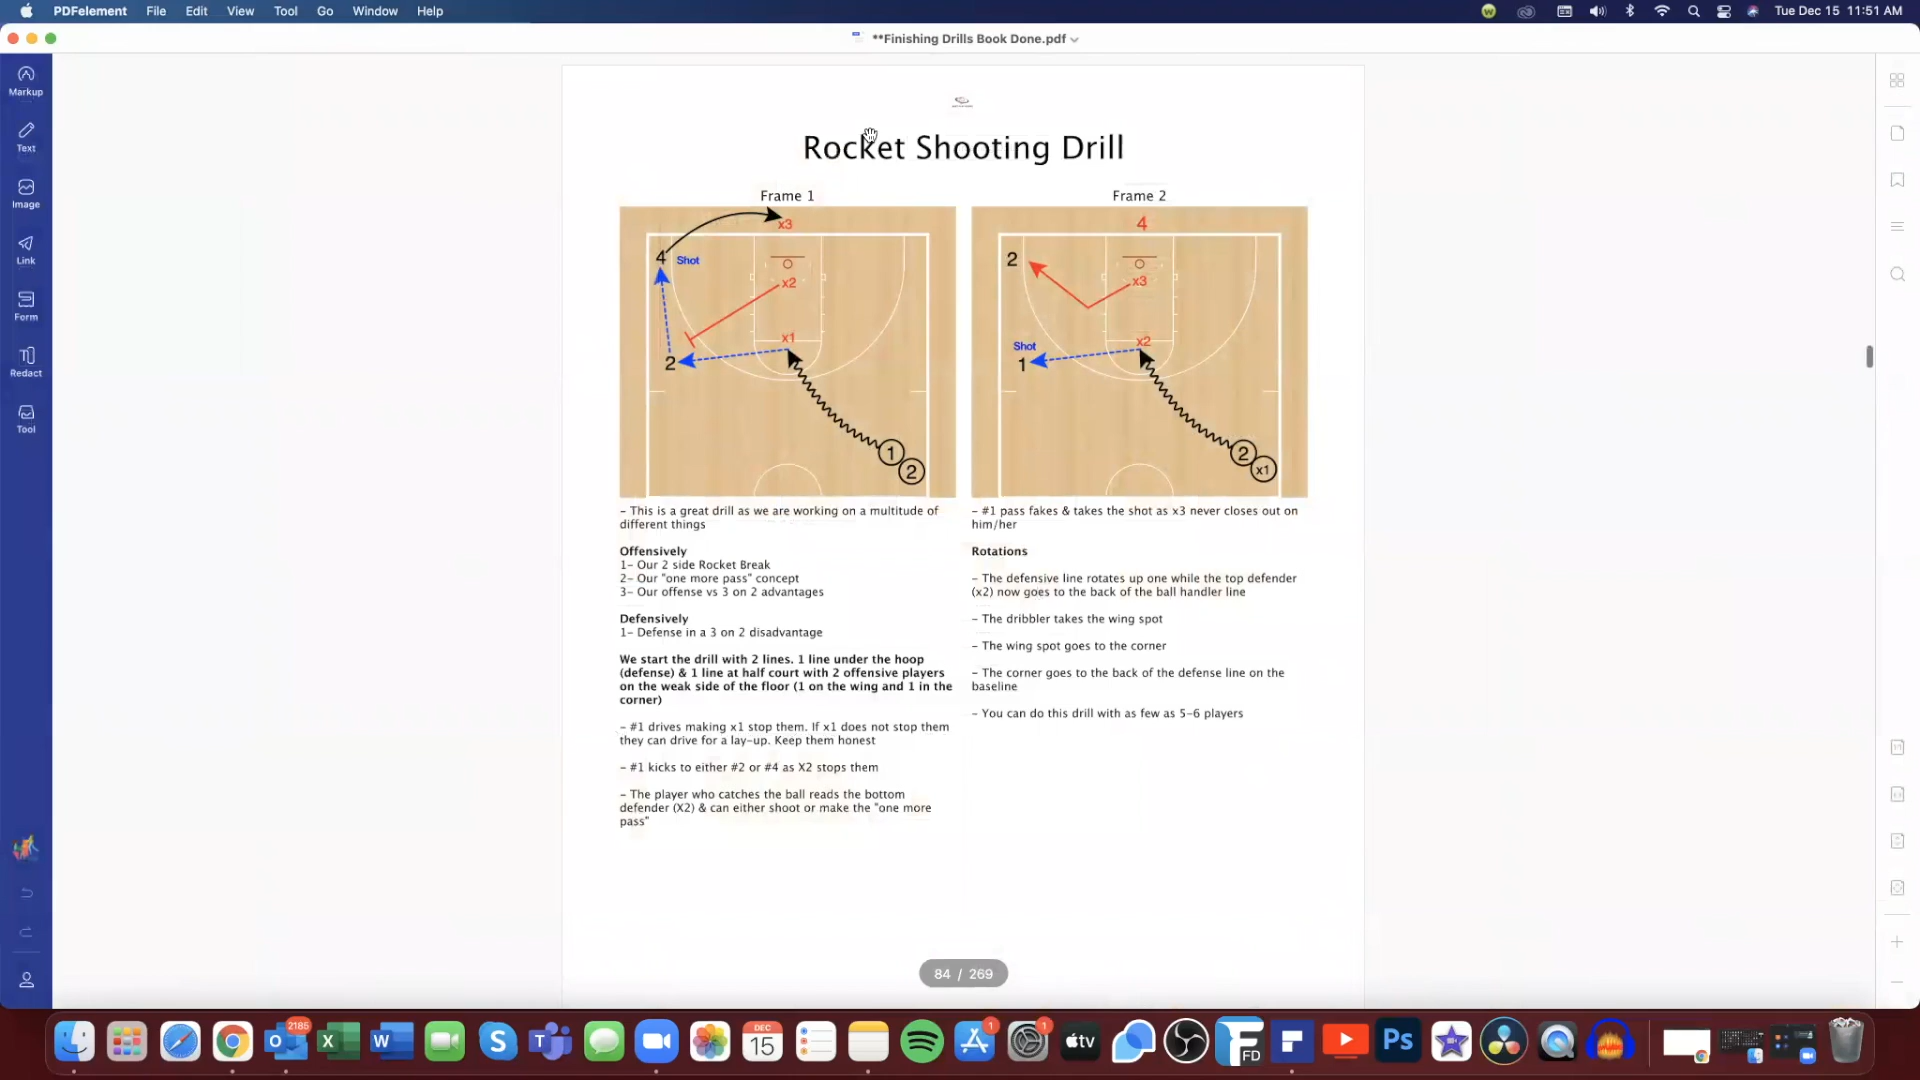 PDFelement File Edit View Tool Go Window Help Tue Dec 15 11:51 AM
**Finishing Drills Book Done.pdf
Markup
Text
Image
Link
Form
Redact
Tool
Rocket Shooting Drill
Frame 1
x3
4 Shot
x2
x1
2
1
2
Frame 2
4
2
x3
x2
Shot
1
2
x1
- This is a great drill as we are working on a multitude of
different things
Offensively
1- Our 2 side Rocket Break
2- Our "one more pass" concept
3- Our offense vs 3 on 2 advantages
Defensively
1- Defense in a 3 on 2 disadvantage
We start the drill with 2 lines. 1 line under the hoop
(defense) & 1 line at half court with 2 offensive players
on the weak side of the floor (1 on the wing and 1 in the
corner)
- #1 drives making x1 stop them. If x1 does not stop them
they can drive for a lay-up. Keep them honest
- #1 kicks to either #2 or #4 as X2 stops them
- The player who catches the ball reads the bottom
defender (X2) & can either shoot or make the "one more
pass"
- #1 pass fakes & takes the shot as x3 never closes out on
him/her
Rotations
- The defensive line rotates up one while the top defender
(x2) now goes to the back of the ball handler line
- The dribbler takes the wing spot
- The wing spot goes to the corner
- The corner goes to the back of the defense line on the
baseline
- You can do this drill with as few as 5-6 players
84 / 269
2185
DEC
15
1
1
tv
FD
Ps